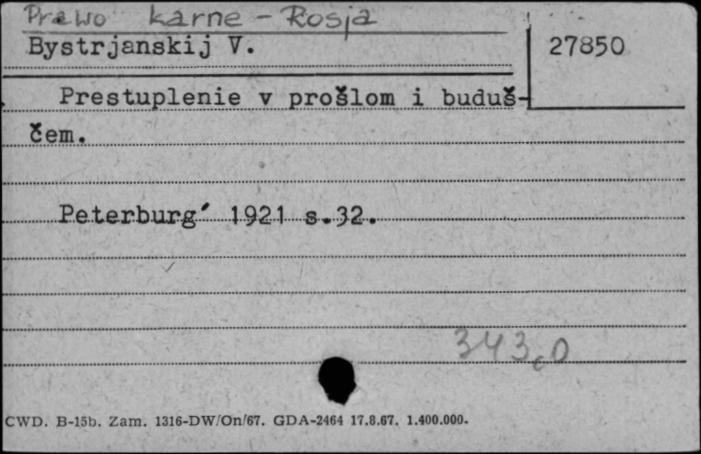 Prawo karne - Rosja
Bystrjanskij V.
27850
Prestuplenie v prošlom i buduš-
čem.
Peterburg´ 1921 s.32.
343,0
CWD. B-15b. Zam. 1316-DW/On/67. GDA-2464 17.8.67. 1.400.000.